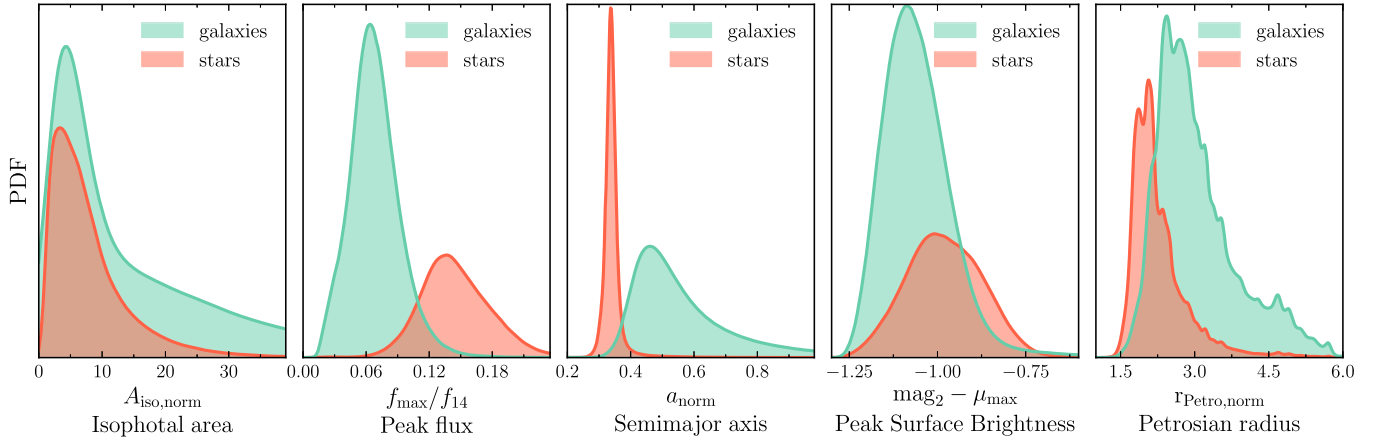 PDF
galaxies
stars
0 10 20 30
A_iso,norm
Isophotal area
galaxies
stars
0.00 0.06 0.12 0.18
f_max/f_14
Peak flux
galaxies
stars
0.2 0.4 0.6 0.8
a_norm
Semimajor axis
galaxies
stars
−1.25 −1.00 −0.75
mag_2 − μ_max
Peak Surface Brightness
galaxies
stars
1.5 3.0 4.5 6.0
r_Petro,norm
Petrosian radius